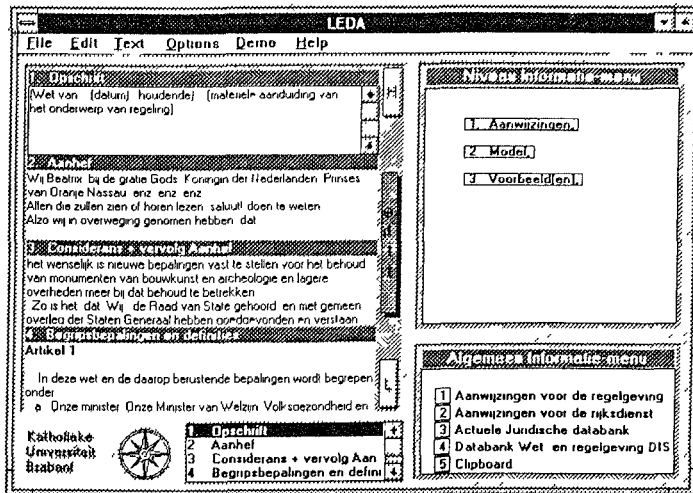 LEDA
File Edit Text Options Demo Help
1 Opschrift
(Wet van (datum) houdende) (materiele aanduiding van
het onderwerp van regeling)
2 Aanhef
Wij Beatrix bij de gratie Gods Koningin der Nederlanden Prinses
van Oranje Nassau enz enz enz
Allen die zullen zien of horen lezen saluut! doen te weten
Alzo wij in overweging genomen hebben dat
3 Considerans + vervolg Aanhef
het wenselijk is nieuwe bepalingen vast te stellen voor het behoud
van monumenten van bouwkunst en archeologie en lagere
overheden meer bij dat behoud te betrekken
Zo is het dat Wij de Raad van State gehoord en met gemeen
overleg der Staten Generaal hebben goedgevonden en verstaan
4 Begripsbepalingen en definities
Artikel 1
In deze wet en de daarop berustende bepalingen wordt begrepen
onder
a Onze minister Onze Minister van Welzijn Volksgezondheid en
Katholieke
Universiteit
Brabant
1 Opschrift
2 Aanhef
3 Considerans + vervolg Aan
4 Begripsbepalingen en defini
Niveau Informatie-menu
1. Aanwijzingen.
2 Model.
3 Voorbeeld(en).
Algemeen Informatie-menu
1 Aanwijzingen voor de regelgeving
2 Aanwijzingen voor de rijksdienst
3 Actuele Juridische databank
4 Databank Wet en regelgeving DIS
5 Clipboard